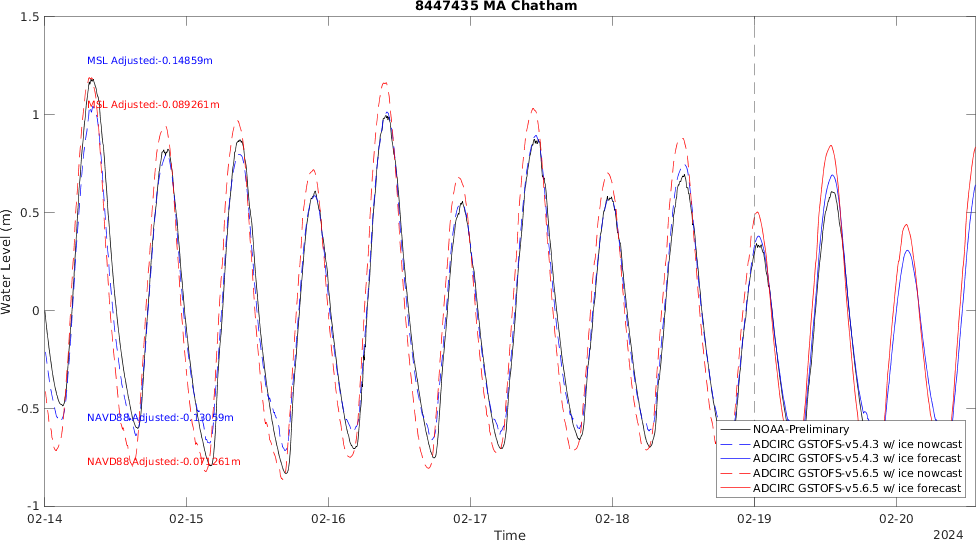 8447435 MA Chatham
1.5
1
0.5
0
-0.5
-1
Water Level (m)
MSL Adjusted:-0.14859m
MSL Adjusted:-0.089261m
NAVD88 Adjusted:-0.13059m
NAVD88 Adjusted:-0.071261m
NOAA-Preliminary
ADCIRC GSTOFS-v5.4.3 w/ ice nowcast
ADCIRC GSTOFS-v5.4.3 w/ ice forecast
ADCIRC GSTOFS-v5.6.5 w/ ice nowcast
ADCIRC GSTOFS-v5.6.5 w/ ice forecast
02-14 02-15 02-16 02-17 02-18 02-19 02-20
Time
2024